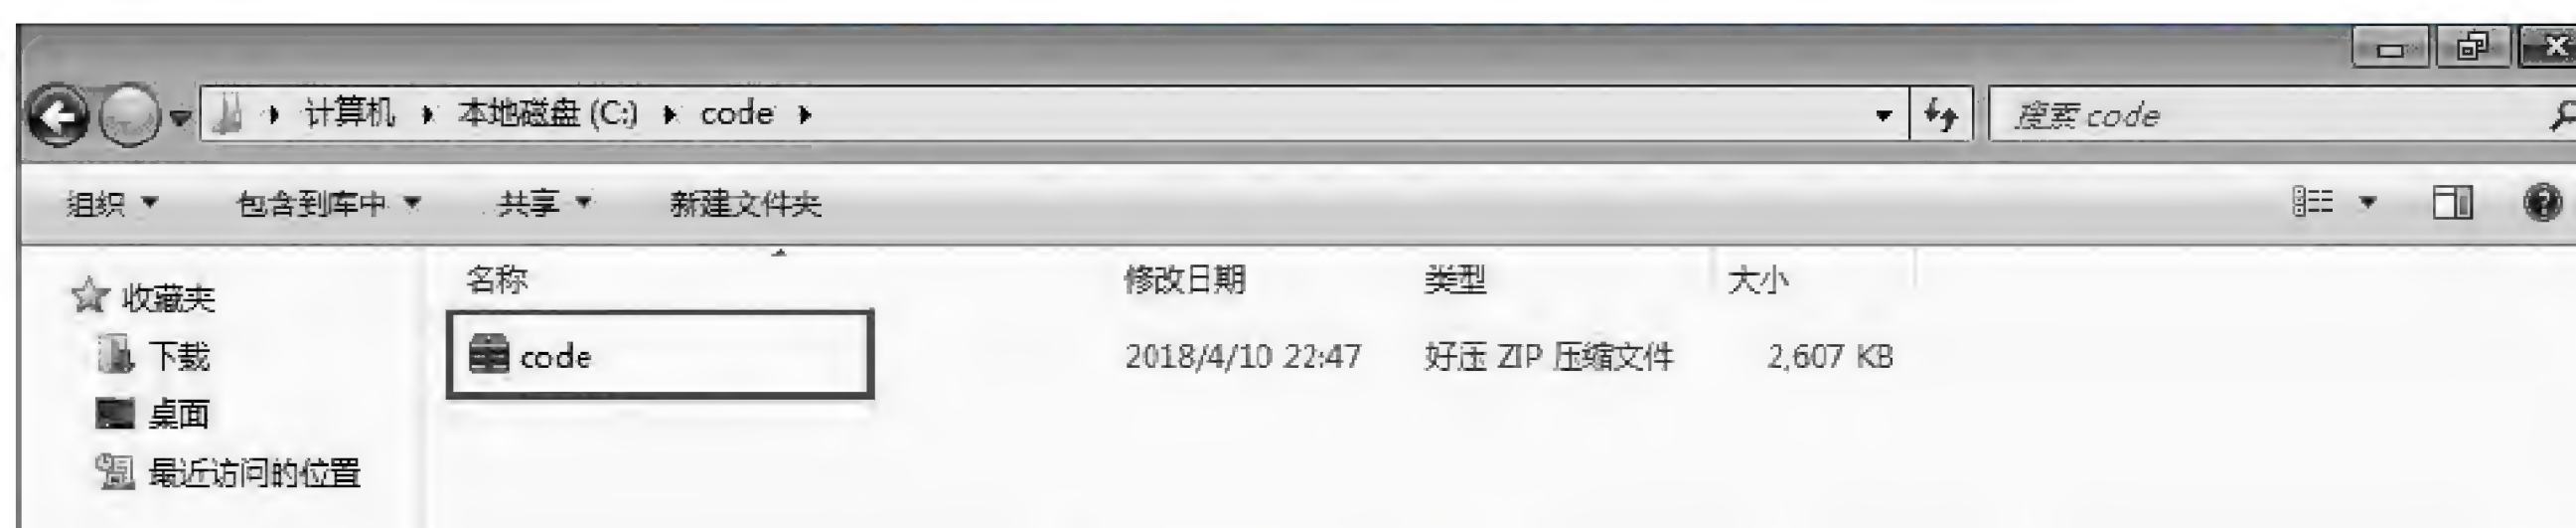 计算机 本地磁盘 (C:) code 搜索 code
组织 包含到库中 共享 新建文件夹
收藏夹
下载
桌面
最近访问的位置
名称 修改日期 类型 大小
code 2018/4/10 22:47 好压 ZIP 压缩文件 2,607 KB